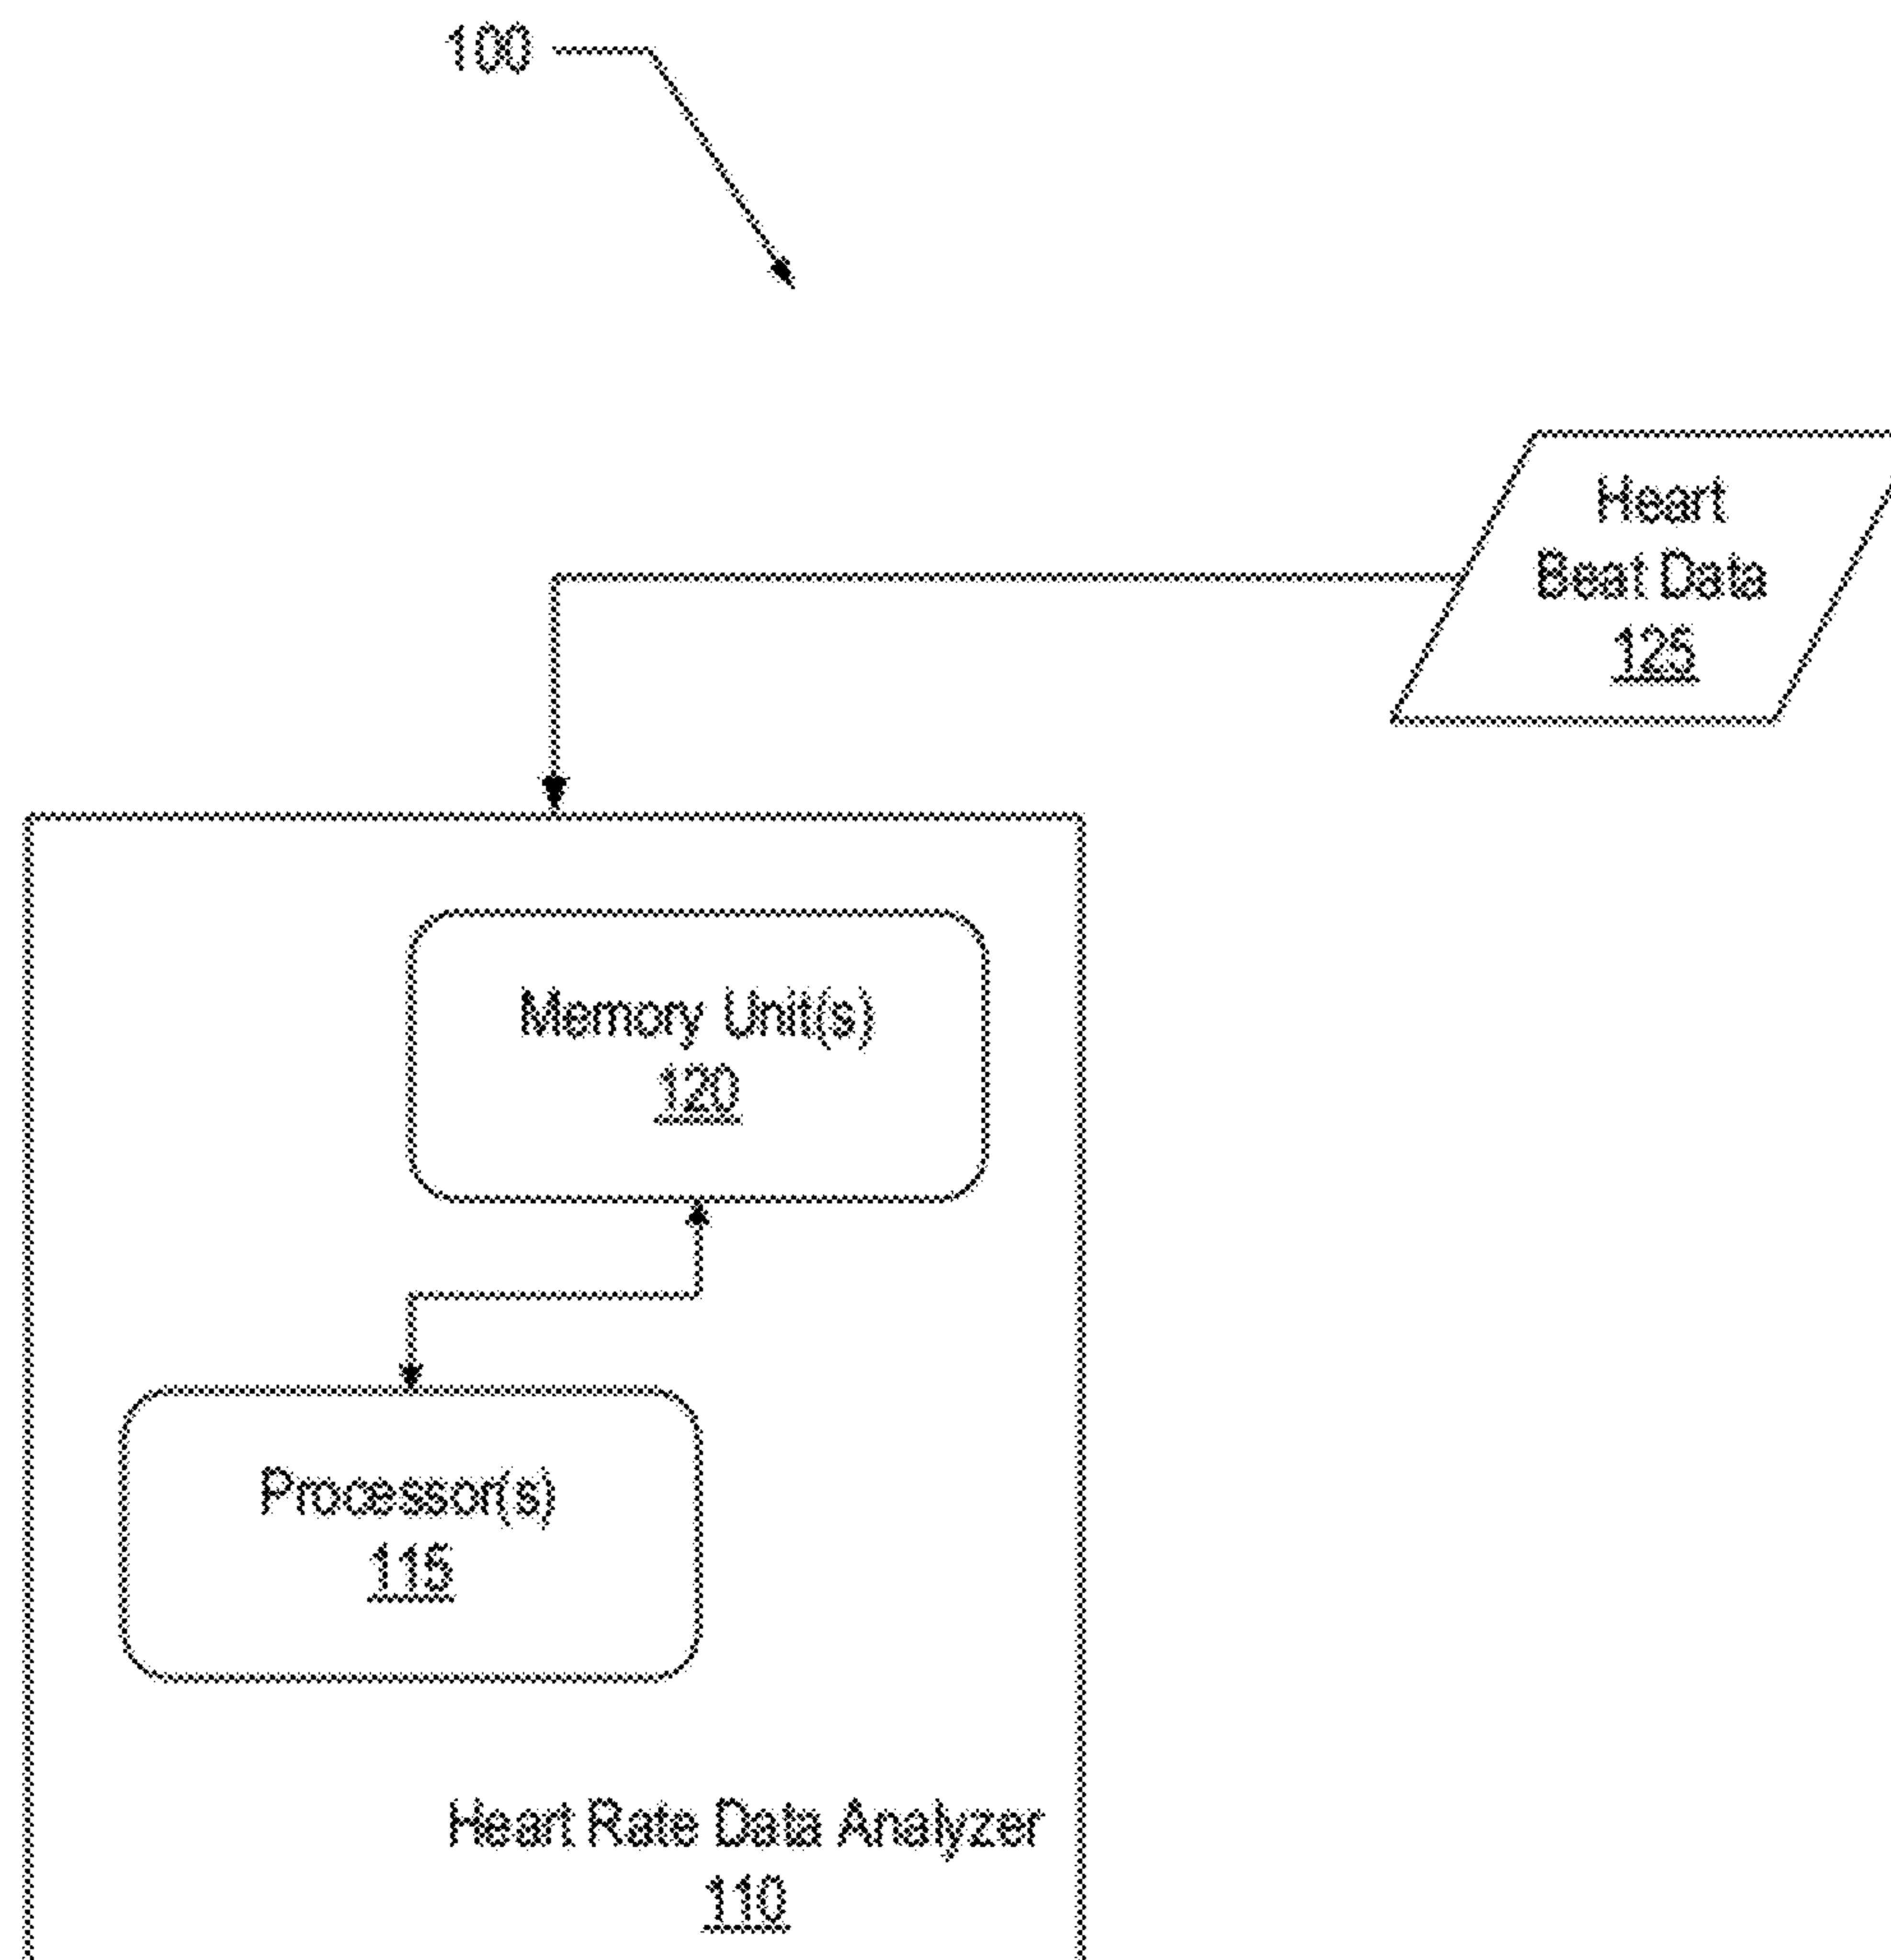 100
Heart
Beat Data
125
Memory Unit(s)
120
Processor(s)
115
Heart Rate Data Analyzer
110